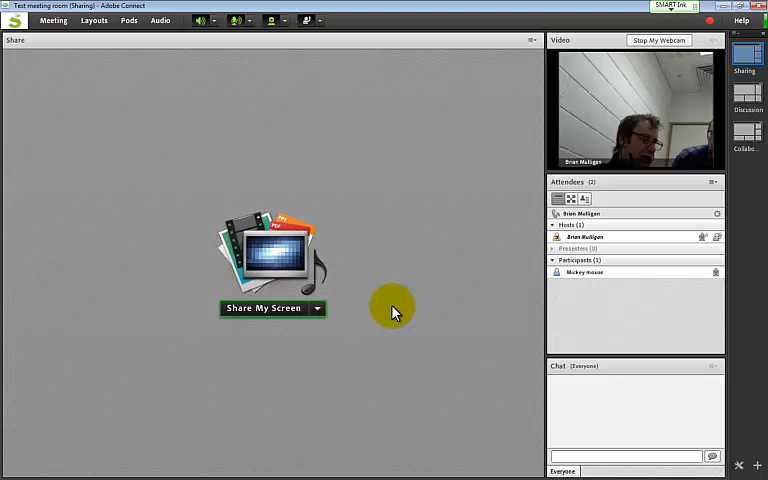 Test meeting room (Sharing) - Adobe Connect
SMART Ink
Meeting Layouts Pods Audio
Help
Share
Video
Stop My Webcam
Brian Mulligan
Sharing
Discussion
Collabo...
Attendees (2)
Brian Mulligan
Hosts (1)
Brian Mulligan
Presenters (0)
Participants (1)
Mickey mouse
PPT
PDF
Share My Screen
Chat (Everyone)
Everyone